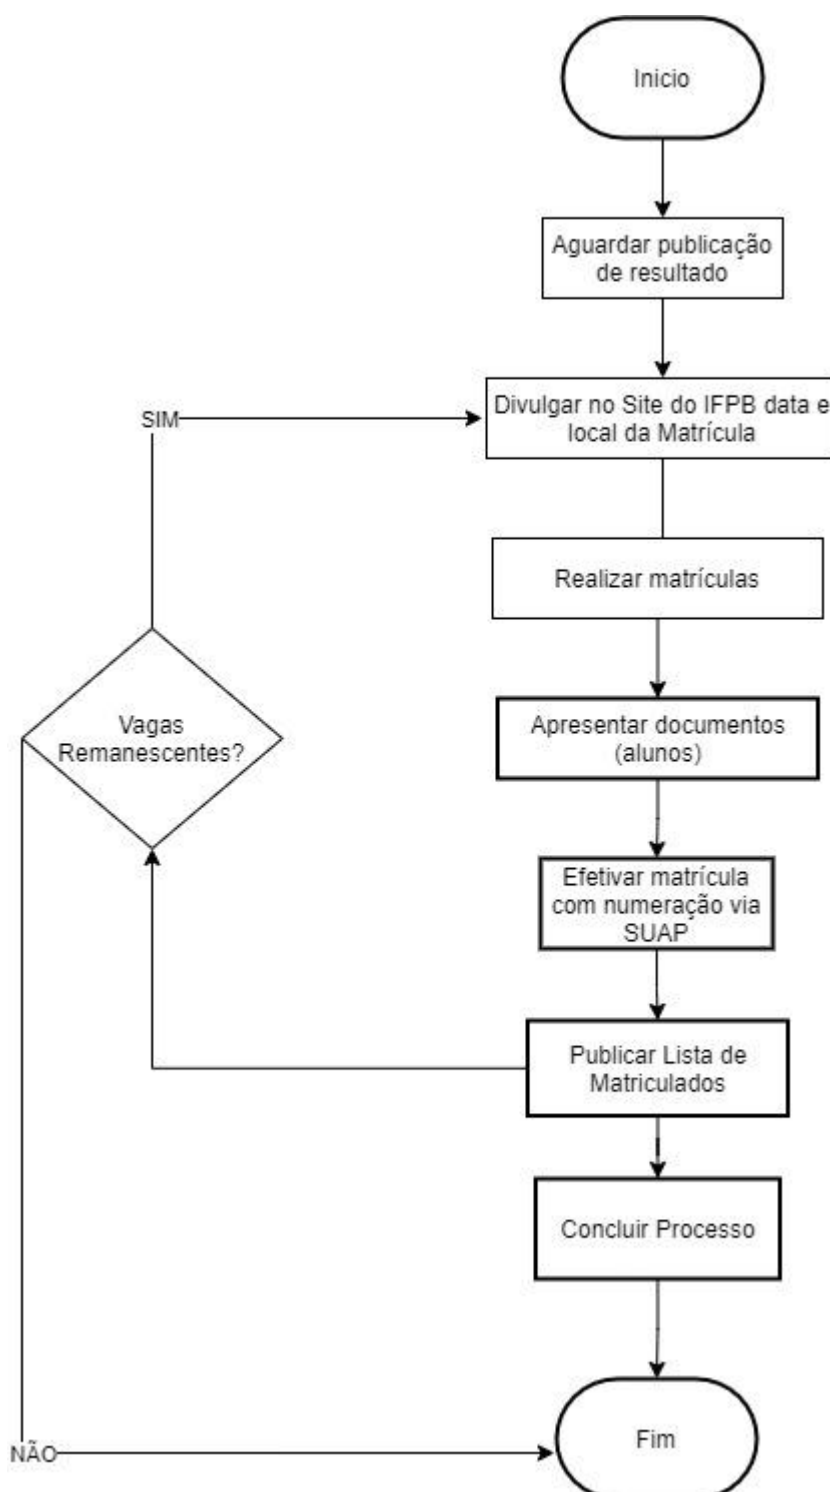 Inicio
Aguardar publicação
de resultado
SIM
Divulgar no Site do IFPB data e
local da Matrícula
Realizar matrículas
Vagas
Remanescentes?
Apresentar documentos
(alunos)
Efetivar matrícula
com numeração via
SUAP
Publicar Lista de
Matriculados
Concluir Processo
NÃO
Fim